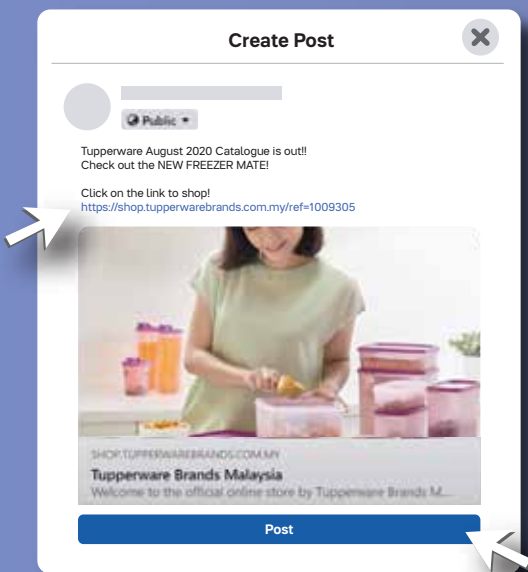 Create Post
Public
Tupperware August 2020 Catalogue is out!!
Check out the NEW FREEZER MATE!
Click on the link to shop!
https://shop.tupperwarebrands.com.my/ref=1009305
SHOP.TUPPERWAREBRANDS.COM.MY
Tupperware Brands Malaysia
Welcome to the official online store by Tupperware Brands M...
Post